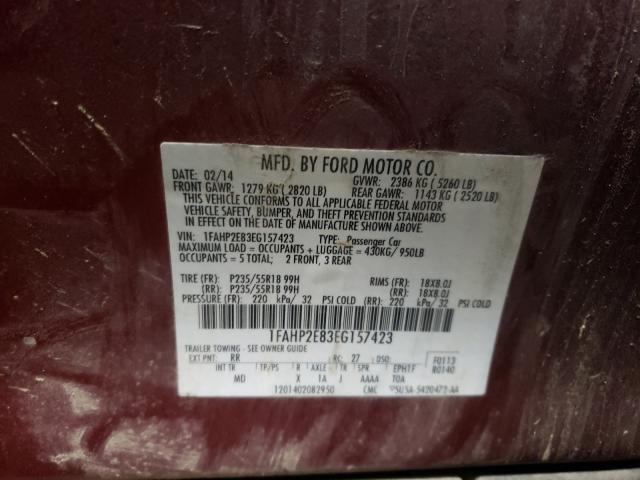 MFD. BY FORD MOTOR CO.
DATE: 02/14 GVWR: 2386 KG ( 5260 LB)
FRONT GAWR: 1279 KG ( 2820 LB) REAR GAWR: 1143 KG ( 2520 LB)
THIS VEHICLE CONFORMS TO ALL APPLICABLE FEDERAL MOTOR
VEHICLE SAFETY, BUMPER, AND THEFT PREVENTION STANDARDS
IN EFFECT ON THE DATE OF MANUFACTURE SHOWN ABOVE.
VIN: 1FAHP2E83EG157423 TYPE: Passenger Car
MAXIMUM LOAD = OCCUPANTS + LUGGAGE = 430KG/ 950LB
OCCUPANTS = 5 TOTAL; 2 FRONT, 3 REAR
TIRE (FR): P235/55R18 99H RIMS (FR): 18X8.0J
(RR): P235/55R18 99H (RR): 18X8.0J
PRESSURE (FR): 220 kPa/ 32 PSI COLD (RR): 220 kPa/ 32 PSI COLD
1FAHP2E83EG157423
TRAILER TOWING - SEE OWNER GUIDE
EXT PNT: RR RC: 27 DSO: F0113
INT TR TP/PS R AXLE TR SPR EPH1F R0140
MD X 1A J AAAA TOA
1201402082950 CMC